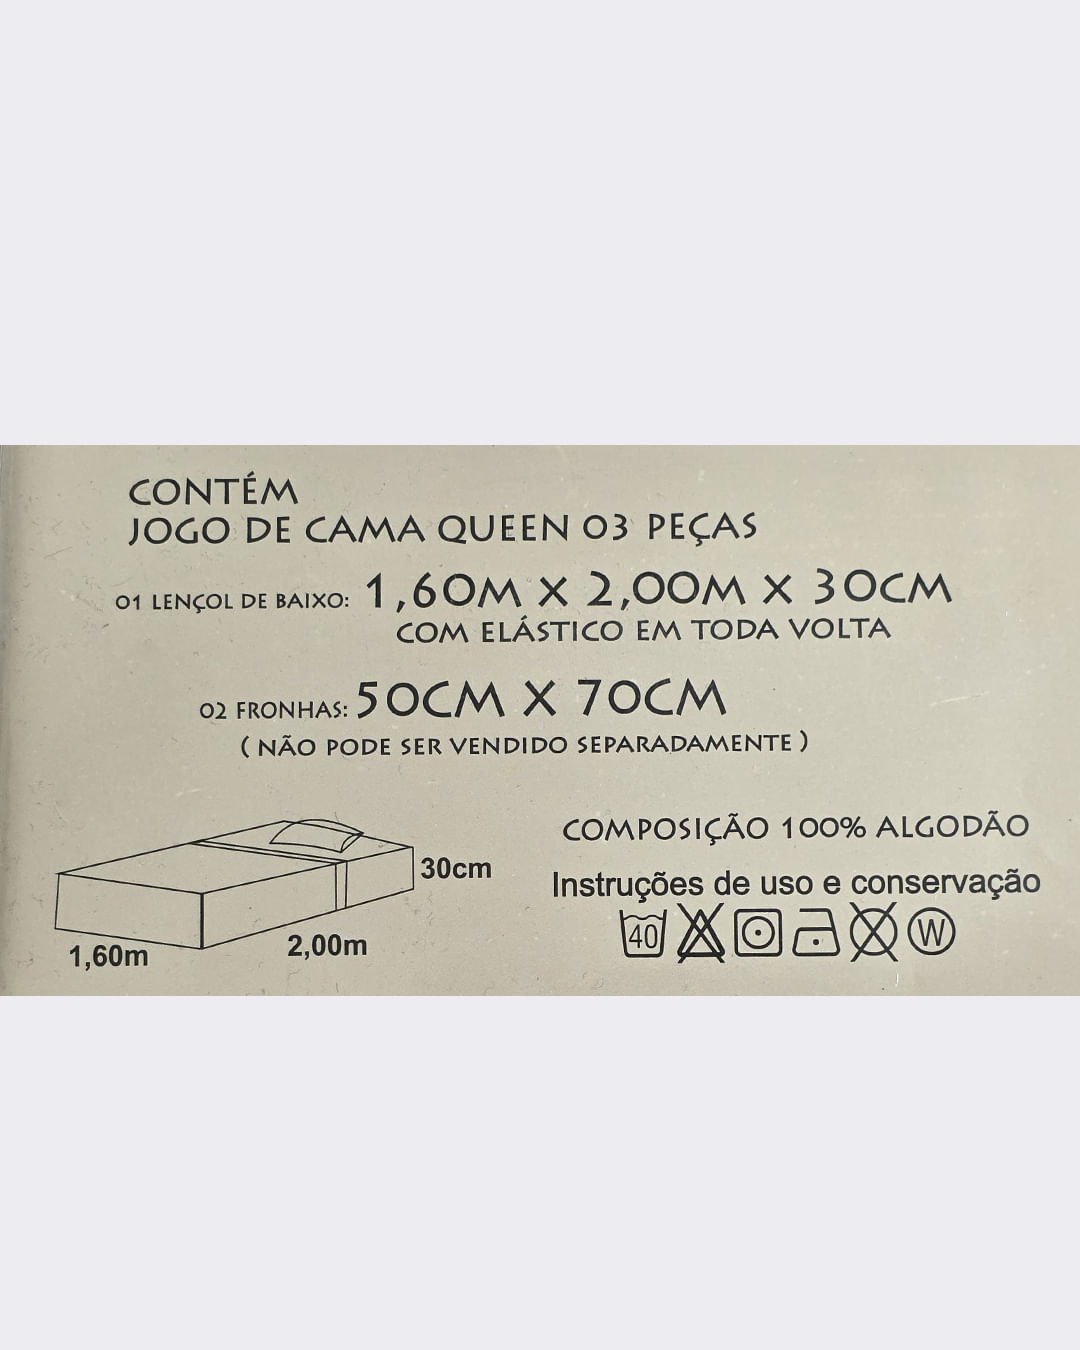 CONTÉM
JOGO DE CAMA QUEEN 03 PEÇAS
01 LENÇOL DE BAIXO: 1,60M X 2,00M X 30CM
COM ELÁSTICO EM TODA VOLTA
02 FRONHAS: 50CM X 70CM
( NÃO PODE SER VENDIDO SEPARADAMENTE )
30cm
1,60m
2,00m
COMPOSIÇÃO 100% ALGODÃO
Instruções de uso e conservação
40 W